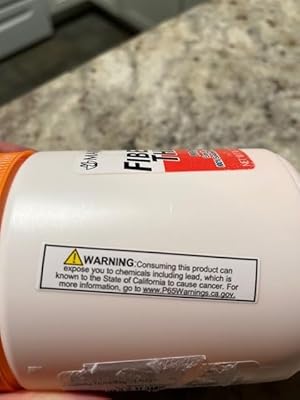 FIB
TH
WARNING: Consuming this product can
expose you to chemicals including lead, which is
known to the State of California to cause cancer. For
more information, go to www.P65Warnings.ca.gov.